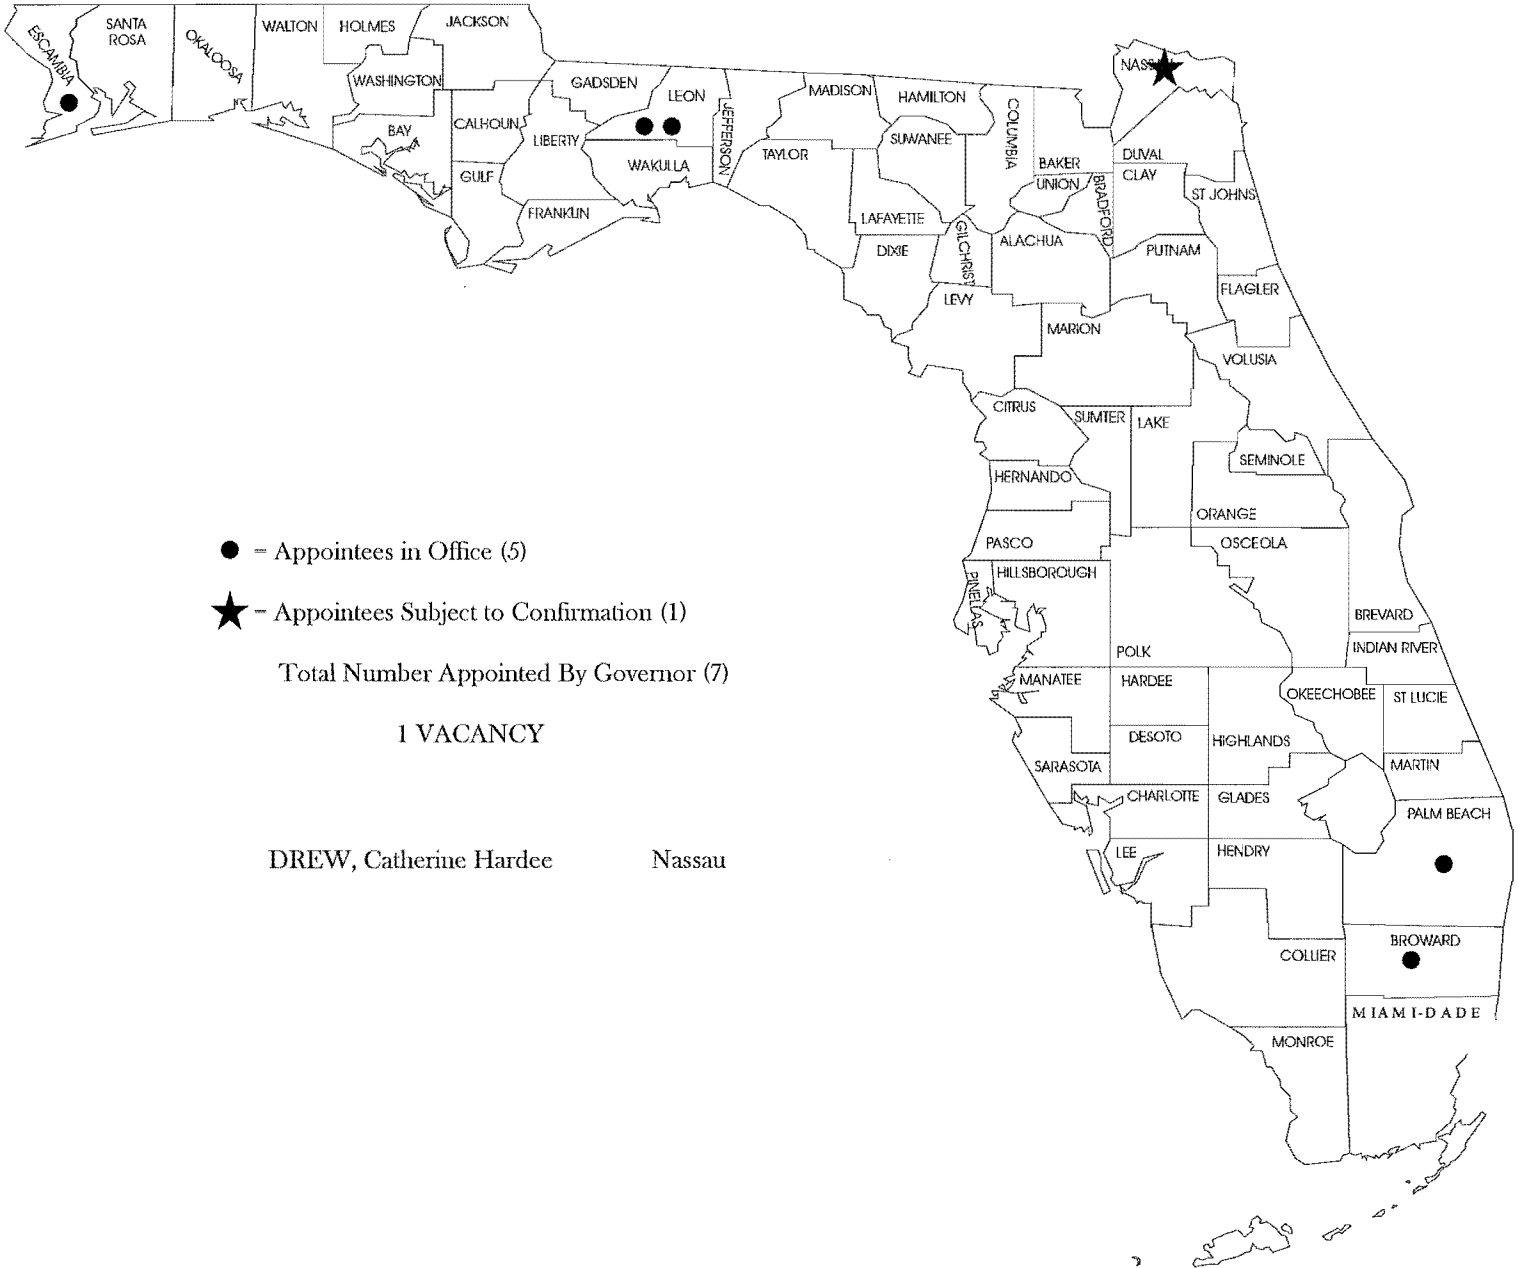 ESCAMBIA
SANTA
ROSA
OKALOOSA
WALTON
HOLMES
JACKSON
WASHINGTON
BAY
CALHOUN
GULF
GADSDEN
LIBERTY
FRANKLIN
LEON
WAKULLA
JEFFERSON
MADISON
TAYLOR
HAMILTON
SUWANEE
LAFAYETTE
DIXIE
COLUMBIA
GILCHRIST
LEVY
BAKER
UNION
BRADFORD
ALACHUA
DUVAL
CLAY
ST JOHNS
PUTNAM
FLAGLER
MARION
VOLUSIA
CITRUS
SUMTER
LAKE
SEMINOLE
HERNANDO
ORANGE
PASCO
OSCEOLA
HILLSBOROUGH
PINELLAS
BREVARD
INDIAN RIVER
POLK
MANATEE
HARDEE
OKEECHOBEE
ST LUCIE
DESOTO
HIGHLANDS
SARASOTA
MARTIN
CHARLOTTE
GLADES
PALM BEACH
LEE
HENDRY
BROWARD
COLLIER
MIAMI-DADE
MONROE
= Appointees in Office (5)
= Appointees Subject to Confirmation (1)
Total Number Appointed By Governor (7)
1 VACANCY
DREW, Catherine Hardee Nassau